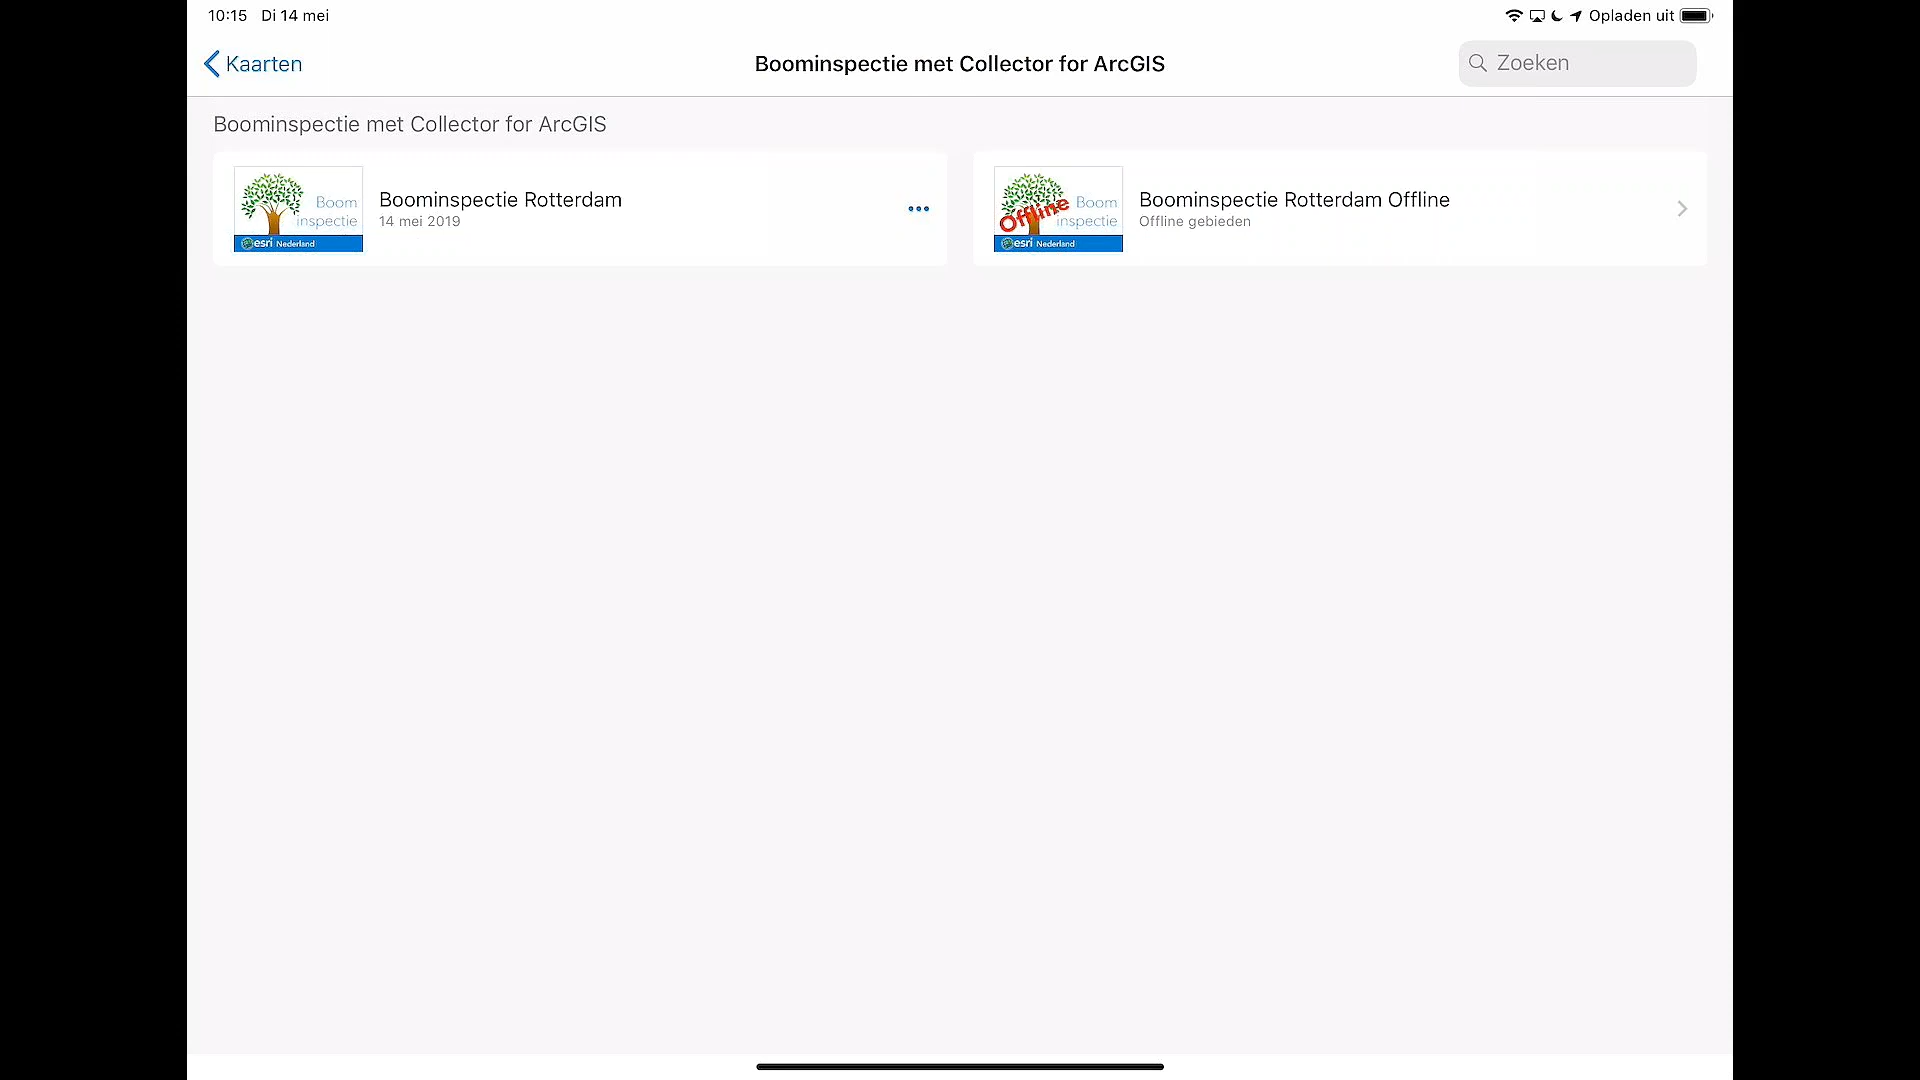 10:15 Di 14 mei
Opladen uit
Kaarten
Boominspectie met Collector for ArcGIS
Zoeken
Boominspectie met Collector for ArcGIS
Boom
inspectie
esri Nederland
Boominspectie Rotterdam
14 mei 2019
Offline
Boom
inspectie
esri Nederland
Boominspectie Rotterdam Offline
Offline gebieden